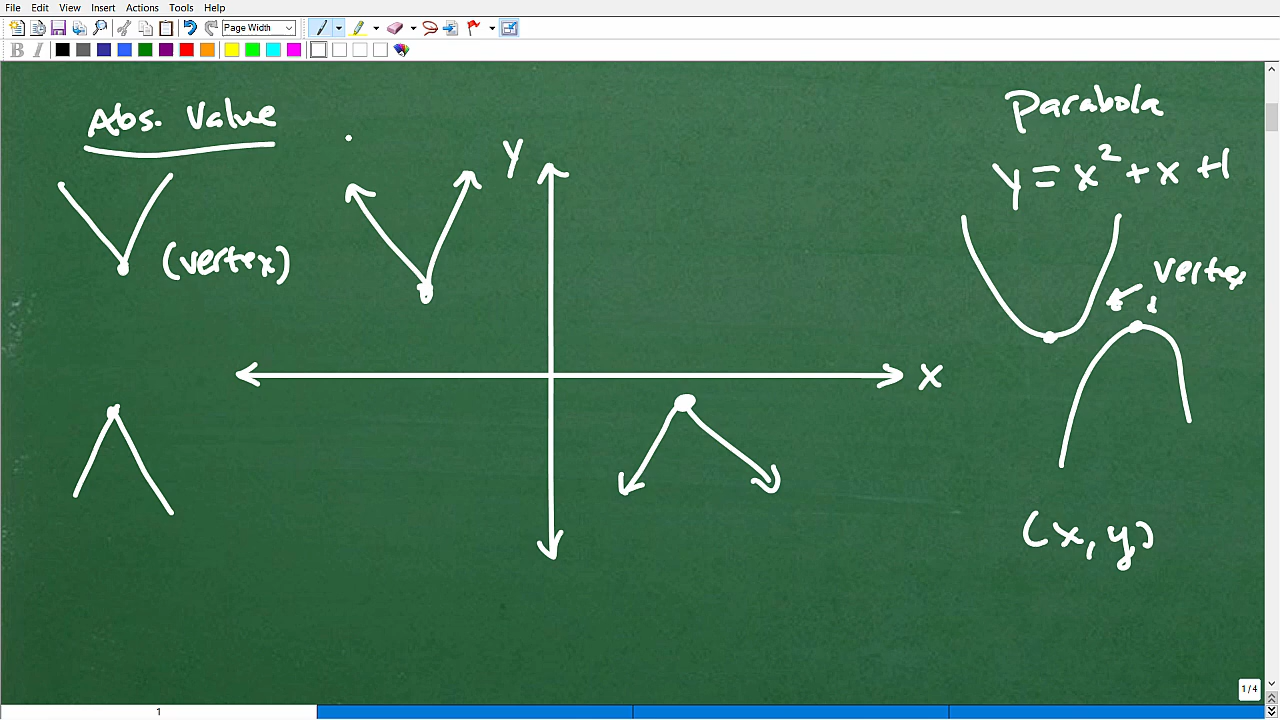 File Edit View Insert Actions Tools Help
Page Width
B I
Abs. Value
(vertex)
Y
X
Parabola
y = x² + x + 1
vertex
(x, y)
1/4
1